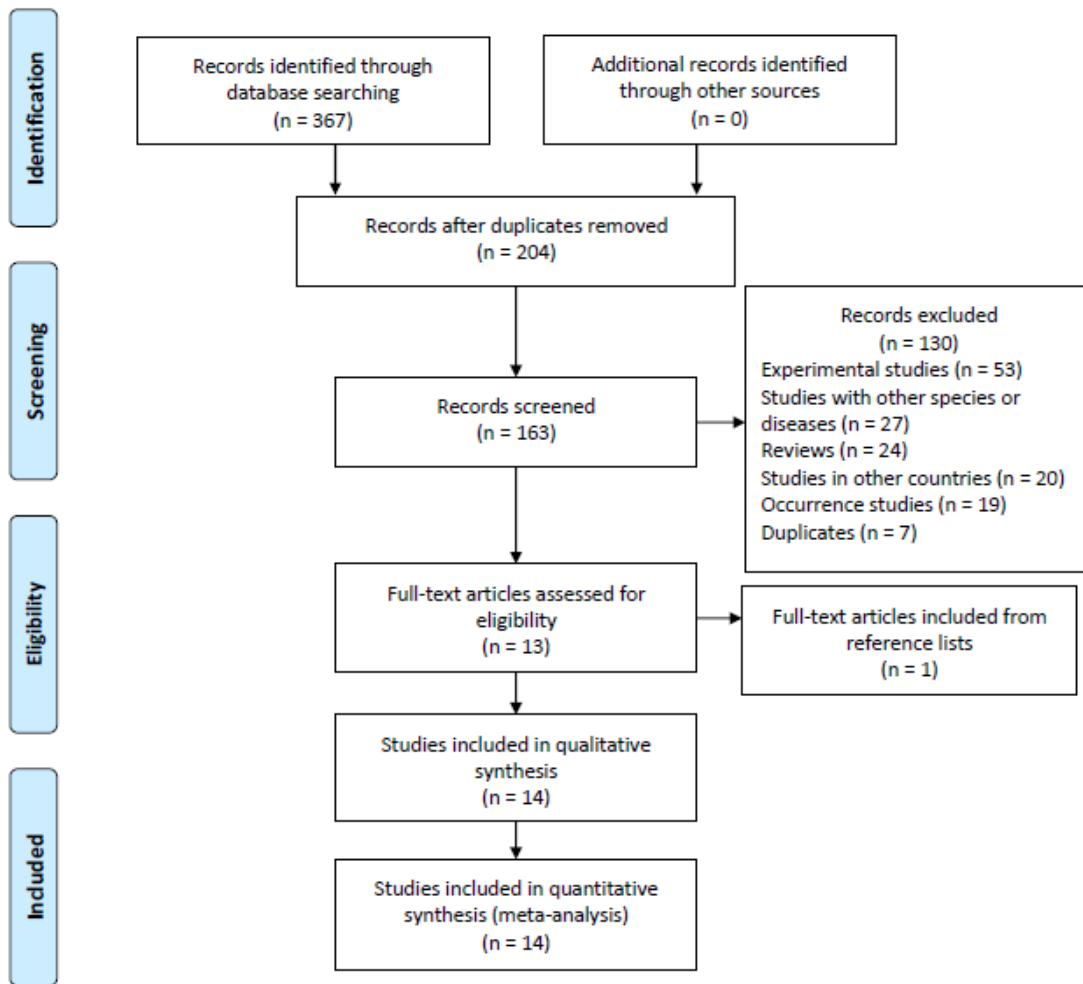 Identification
Records identified through
database searching
(n = 367)
Additional records identified
through other sources
(n = 0)
Records after duplicates removed
(n = 204)
Screening
Records screened
(n = 163)
Records excluded
(n = 130)
Experimental studies (n = 53)
Studies with other species or
diseases (n = 27)
Reviews (n = 24)
Studies in other countries (n = 20)
Occurrence studies (n = 19)
Duplicates (n = 7)
Eligibility
Full-text articles assessed for
eligibility
(n = 13)
Full-text articles included from
reference lists
(n = 1)
Studies included in qualitative
synthesis
(n = 14)
Included
Studies included in quantitative
synthesis (meta-analysis)
(n = 14)